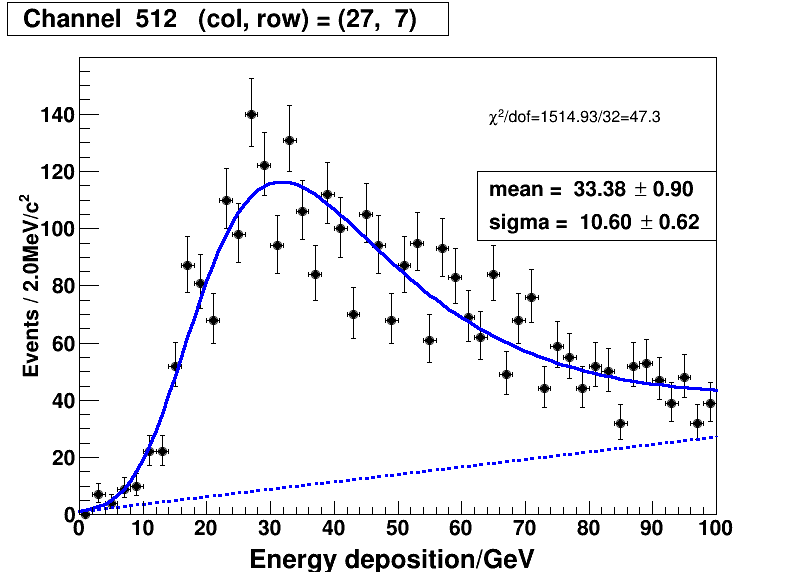 Channel 512 (col, row) = (27, 7)
χ²/dof=1514.93/32=47.3
mean = 33.38 ± 0.90
sigma = 10.60 ± 0.62
Events / 2.0MeV/c²
140
120
100
80
60
40
20
0
0 10 20 30 40 50 60 70 80 90 100
Energy deposition/GeV